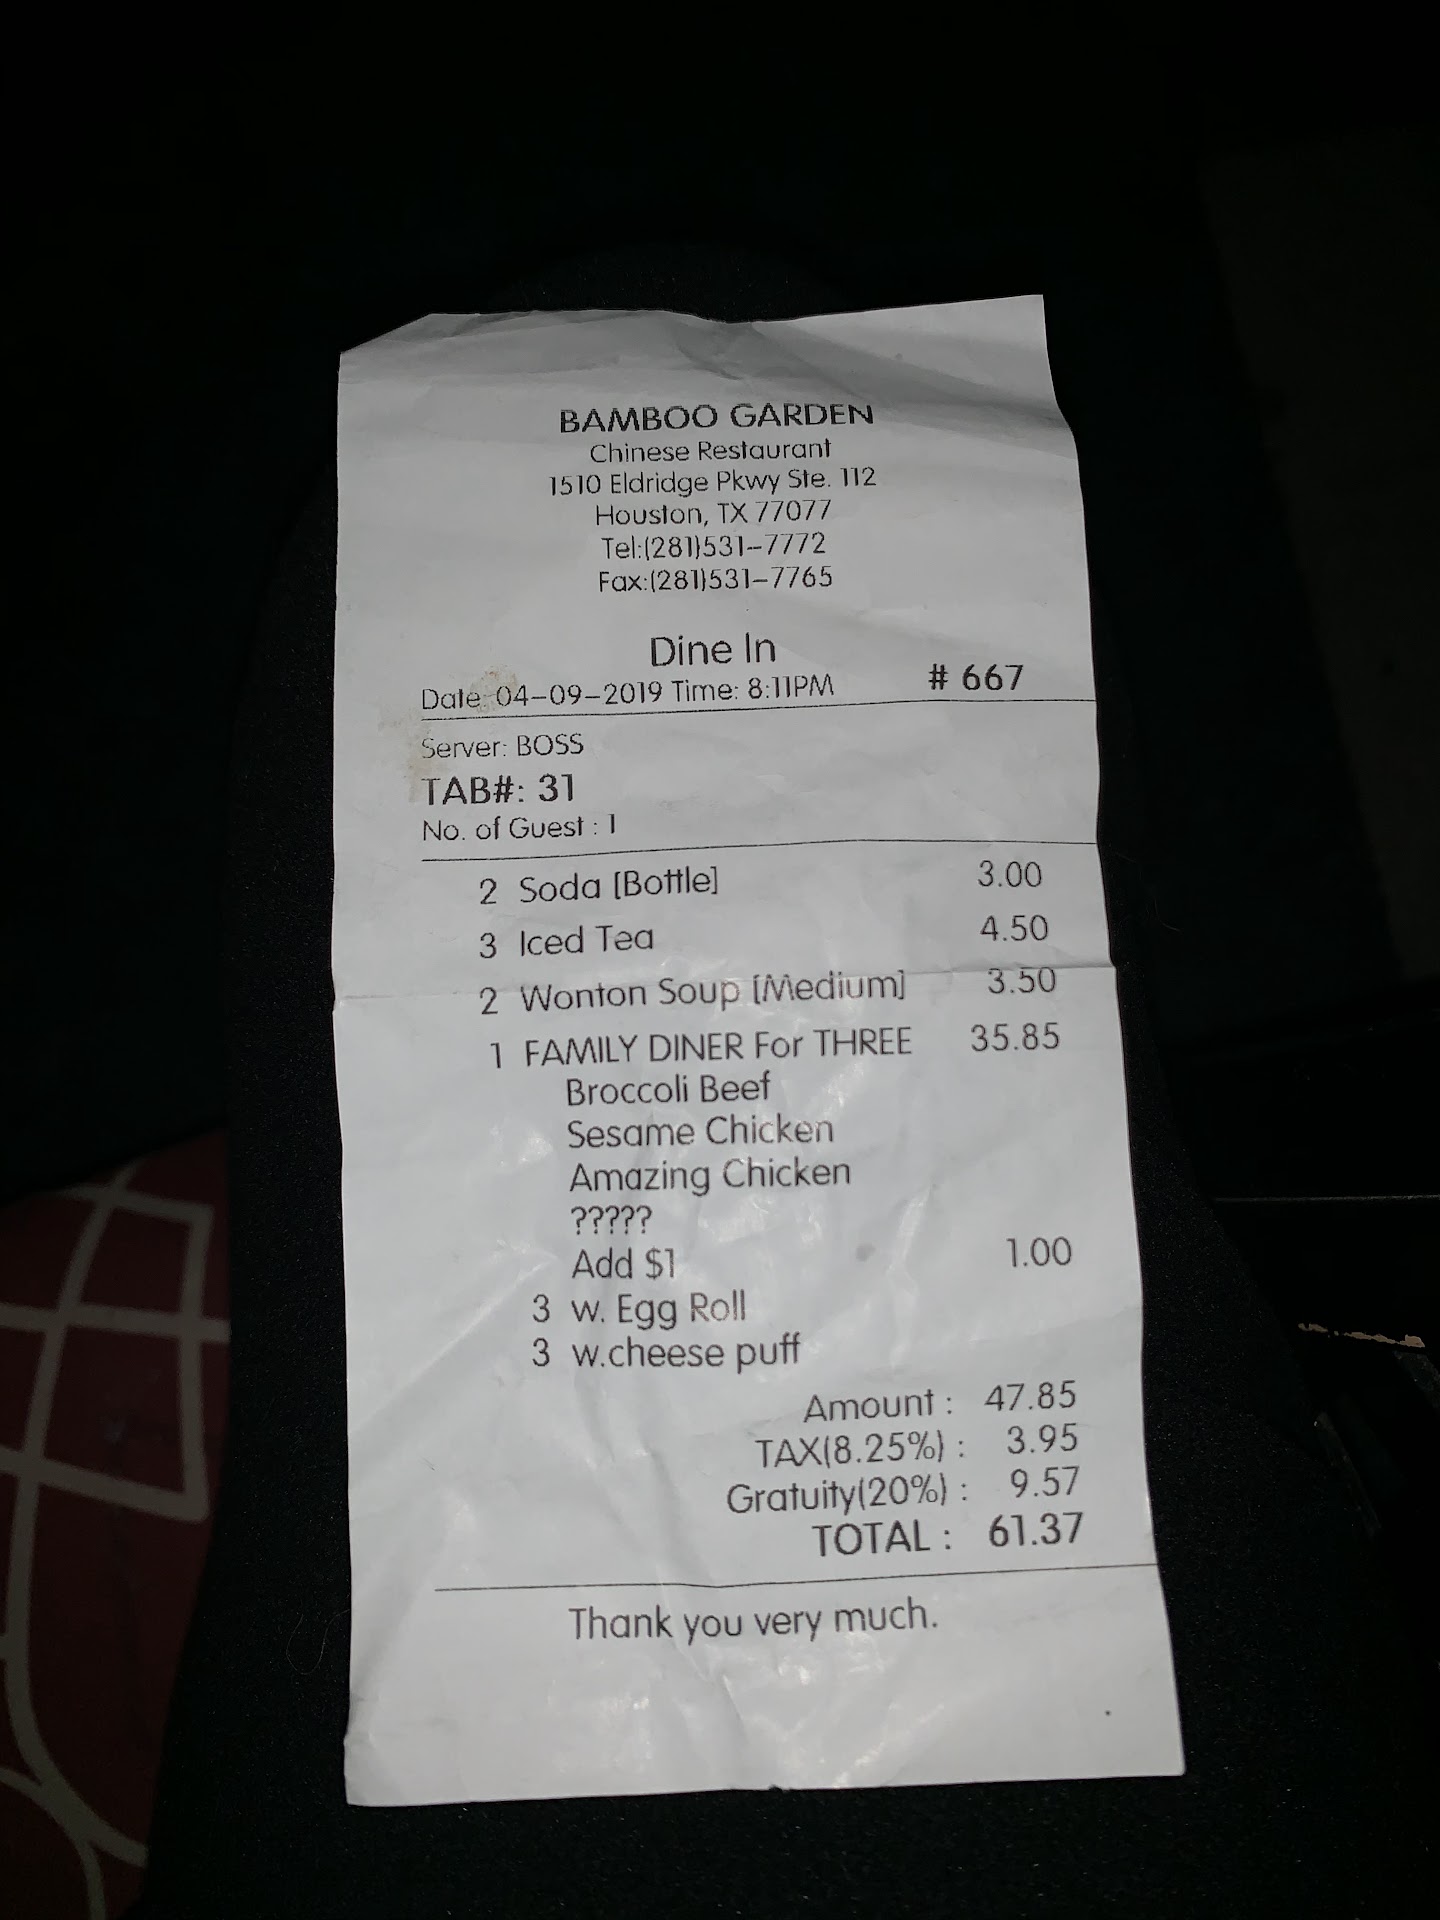 BAMBOO GARDEN
Chinese Restaurant
1510 Eldridge Pkwy Ste. 112
Houston, TX 77077
Tel:(281)531-7772
Fax:(281)531-7765
Dine In
Date 04-09-2019 Time: 8:11PM # 667
Server: BOSS
TAB#: 31
No. of Guest : 1
2 Soda [Bottle] 3.00
3 Iced Tea 4.50
2 Wonton Soup [Medium] 3.50
1 FAMILY DINER For THREE 35.85
Broccoli Beef
Sesame Chicken
Amazing Chicken
?????
Add $1 1.00
3 w. Egg Roll
3 w.cheese puff
Amount : 47.85
TAX(8.25%) : 3.95
Gratuity(20%) : 9.57
TOTAL : 61.37
Thank you very much.